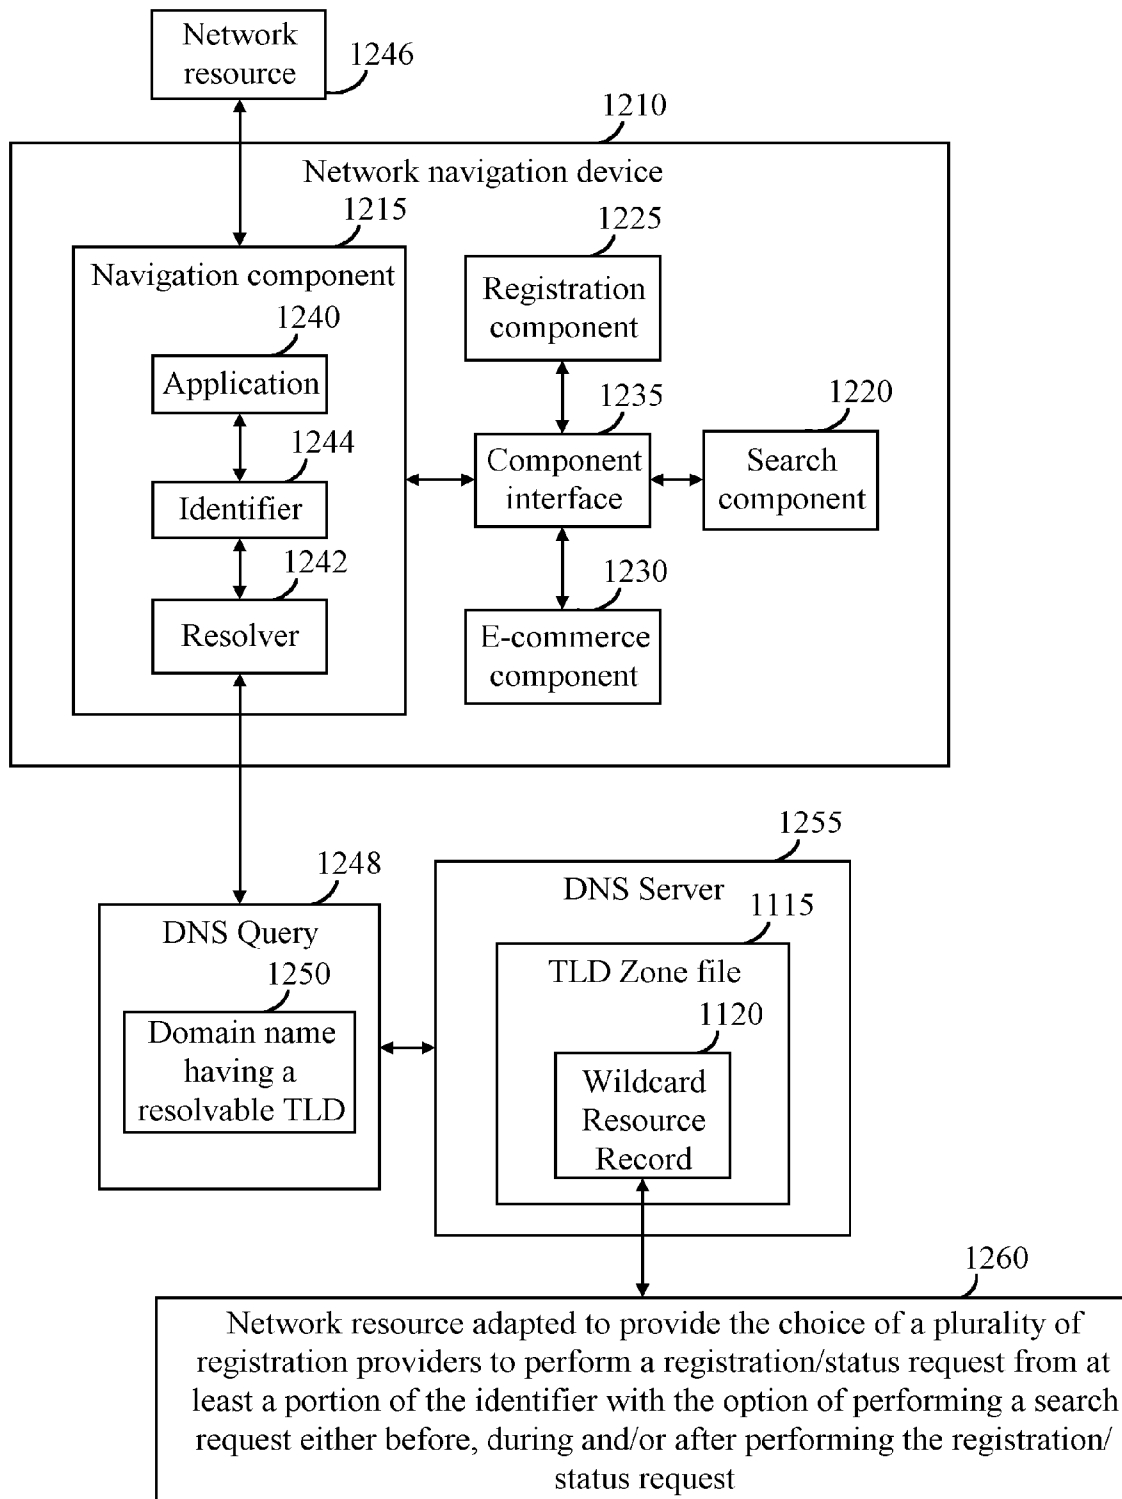 Network
resource
1246
1210
Network navigation device
1215
1225
Navigation component
Registration
component
1240
Application
1235
1220
1244
Component
interface
Search
component
Identifier
1242
1230
Resolver
E-commerce
component
1255
1248
DNS Server
DNS Query
1115
1250
TLD Zone file
Domain name
having a
resolvable TLD
1120
Wildcard
Resource
Record
1260
Network resource adapted to provide the choice of a plurality of
registration providers to perform a registration/status request from at
least a portion of the identifier with the option of performing a search
request either before, during and/or after performing the registration/
status request